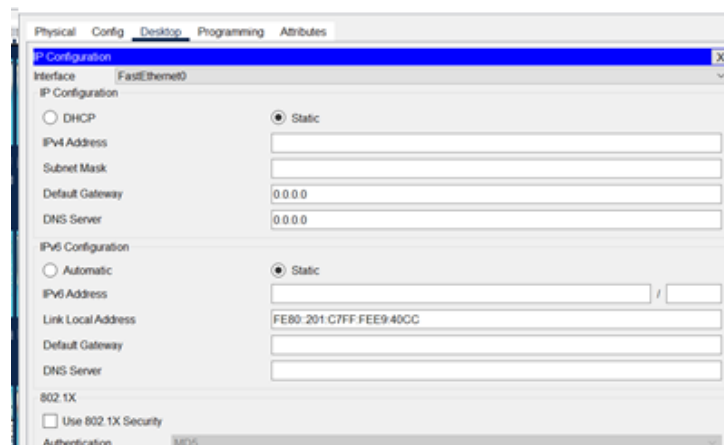 Physical Config Desktop Programming Attributes
IP Configuration X
Interface FastEthernet0
IP Configuration
DHCP Static
IPv4 Address
Subnet Mask
Default Gateway 0.0.0.0
DNS Server 0.0.0.0
IPv6 Configuration
Automatic Static
IPv6 Address /
Link Local Address FE80::201:C7FF:FEE9:40CC
Default Gateway
DNS Server
802.1X
Use 802.1X Security
Authentication MD5